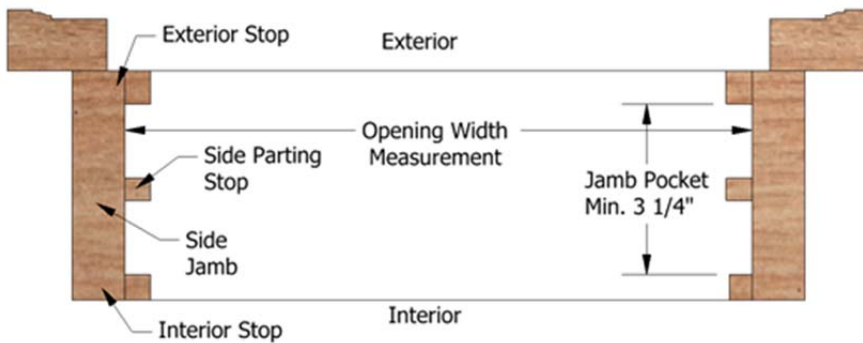 Exterior Stop
Exterior
Opening Width
Measurement
Side Parting
Stop
Jamb Pocket
Min. 3 1/4"
Side
Jamb
Interior Stop
Interior